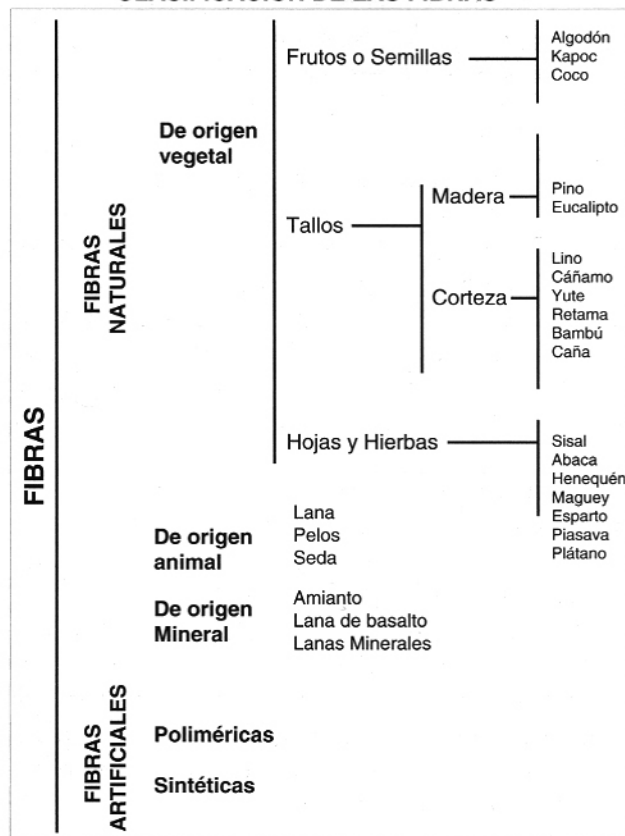 FIBRAS
FIBRAS
NATURALES
De origen
vegetal
Frutos o Semillas
Algodón
Kapoc
Coco
Tallos
Madera
Pino
Eucalipto
Corteza
Lino
Cáñamo
Yute
Retama
Bambú
Caña
Hojas y Hierbas
Sisal
Abaca
Henequén
Maguey
Esparto
Piasava
Plátano
De origen
animal
Lana
Pelos
Seda
De origen
Mineral
Amianto
Lana de basalto
Lanas Minerales
FIBRAS
ARTIFICIALES
Poliméricas
Sintéticas